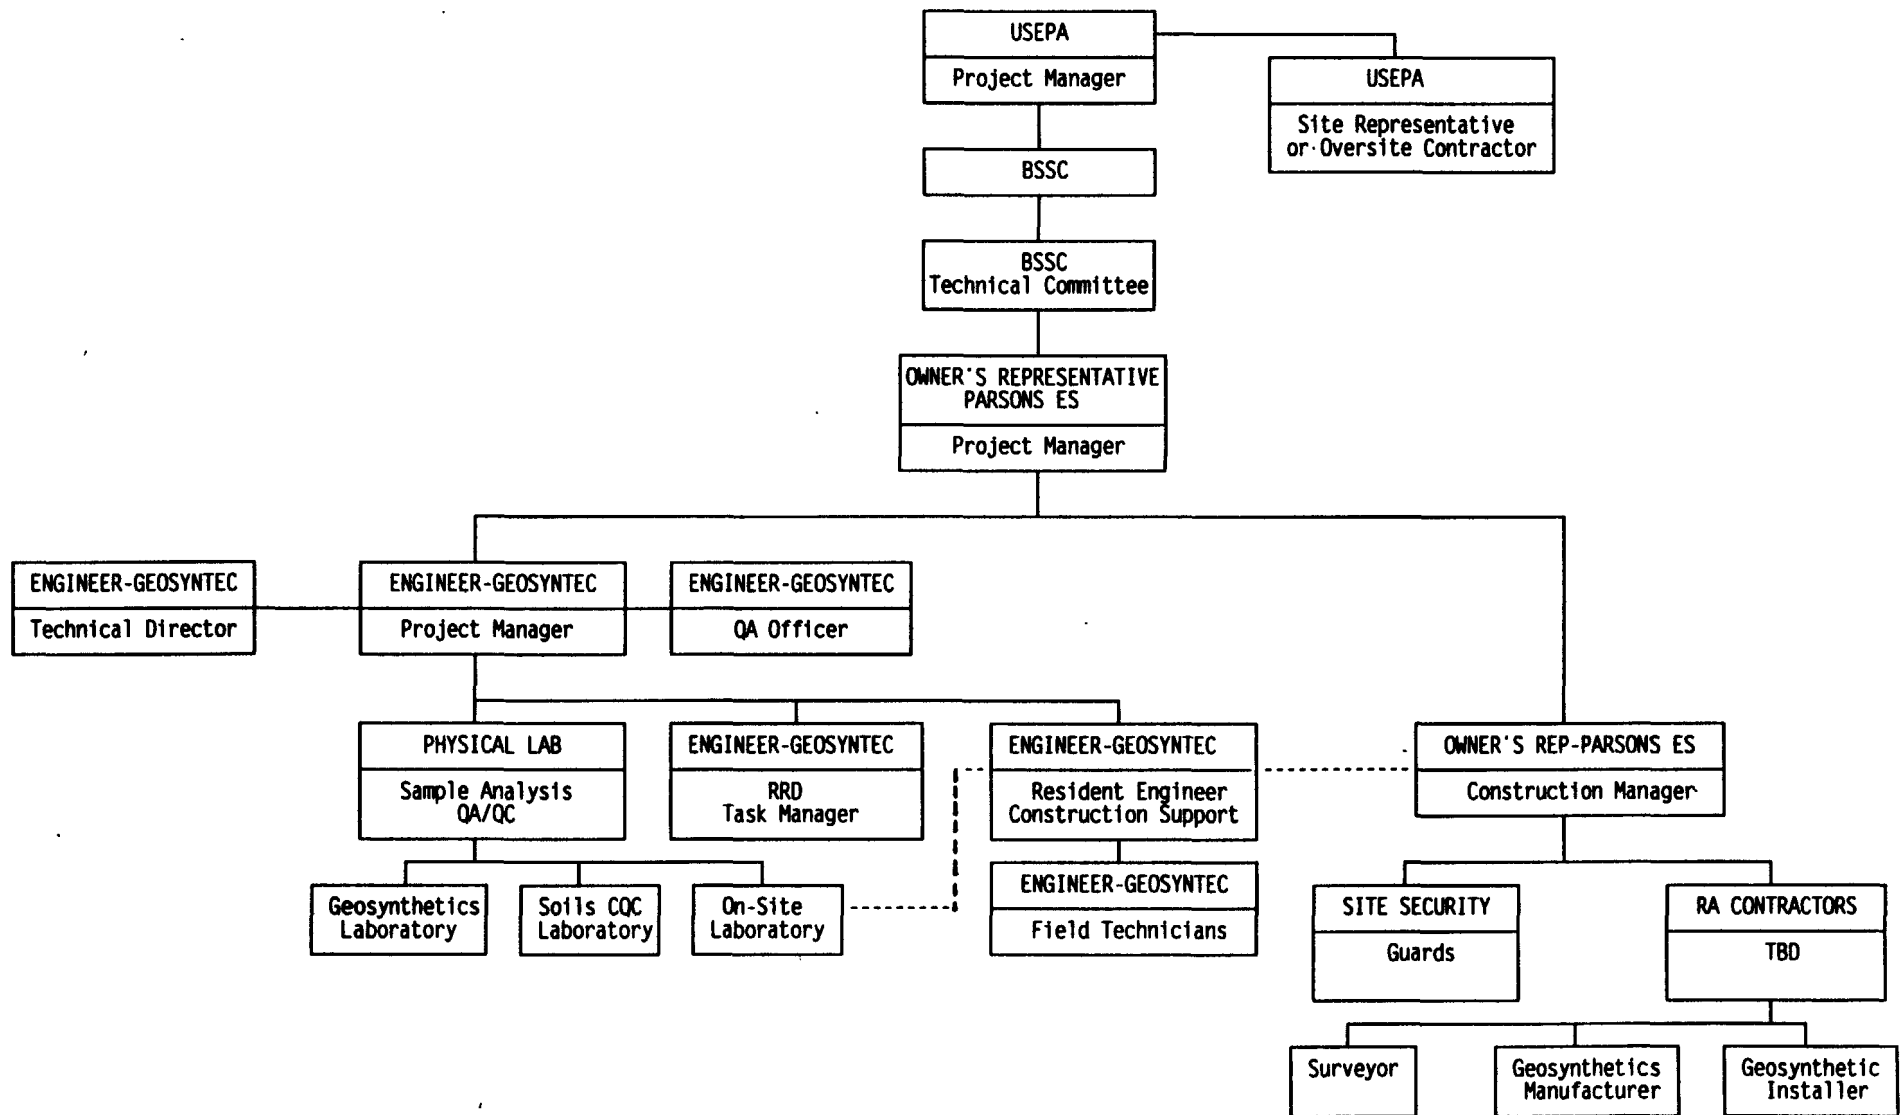 USEPA
Project Manager
USEPA
Site Representative
or Oversite Contractor
BSSC
BSSC
Technical Committee
OWNER'S REPRESENTATIVE
PARSONS ES
Project Manager
ENGINEER-GEOSYNTEC
Technical Director
ENGINEER-GEOSYNTEC
Project Manager
ENGINEER-GEOSYNTEC
QA Officer
PHYSICAL LAB
Sample Analysis
QA/QC
ENGINEER-GEOSYNTEC
RRD
Task Manager
ENGINEER-GEOSYNTEC
Resident Engineer
Construction Support
OWNER'S REP-PARSONS ES
Construction Manager
Geosynthetics
Laboratory
Soils CQC
Laboratory
On-Site
Laboratory
ENGINEER-GEOSYNTEC
Field Technicians
SITE SECURITY
Guards
RA CONTRACTORS
TBD
Surveyor
Geosynthetics
Manufacturer
Geosynthetic
Installer